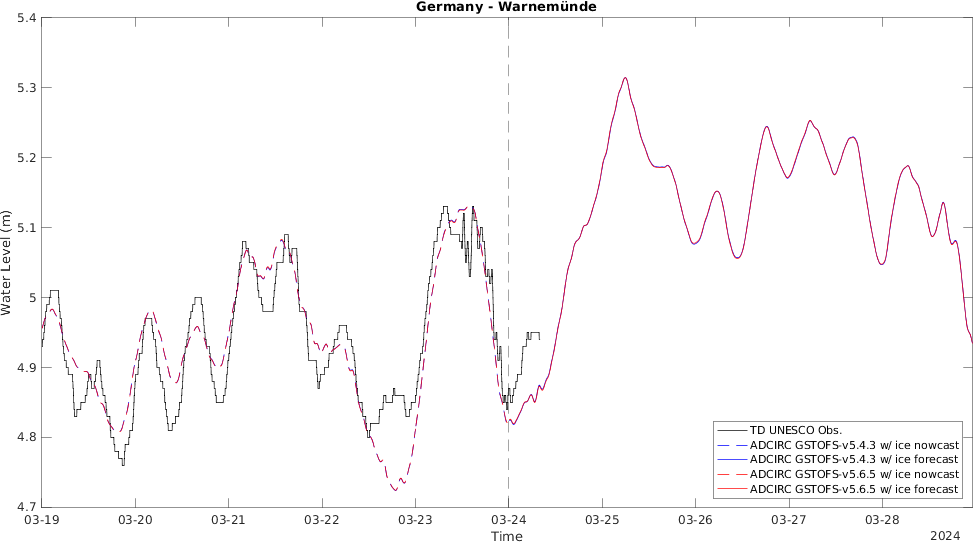 Germany - Warnemünde
5.4
5.3
5.2
5.1
5
4.9
4.8
4.7
Water Level (m)
TD UNESCO Obs.
ADCIRC GSTOFS-v5.4.3 w/ ice nowcast
ADCIRC GSTOFS-v5.4.3 w/ ice forecast
ADCIRC GSTOFS-v5.6.5 w/ ice nowcast
ADCIRC GSTOFS-v5.6.5 w/ ice forecast
03-19 03-20 03-21 03-22 03-23 03-24 03-25 03-26 03-27 03-28
Time
2024